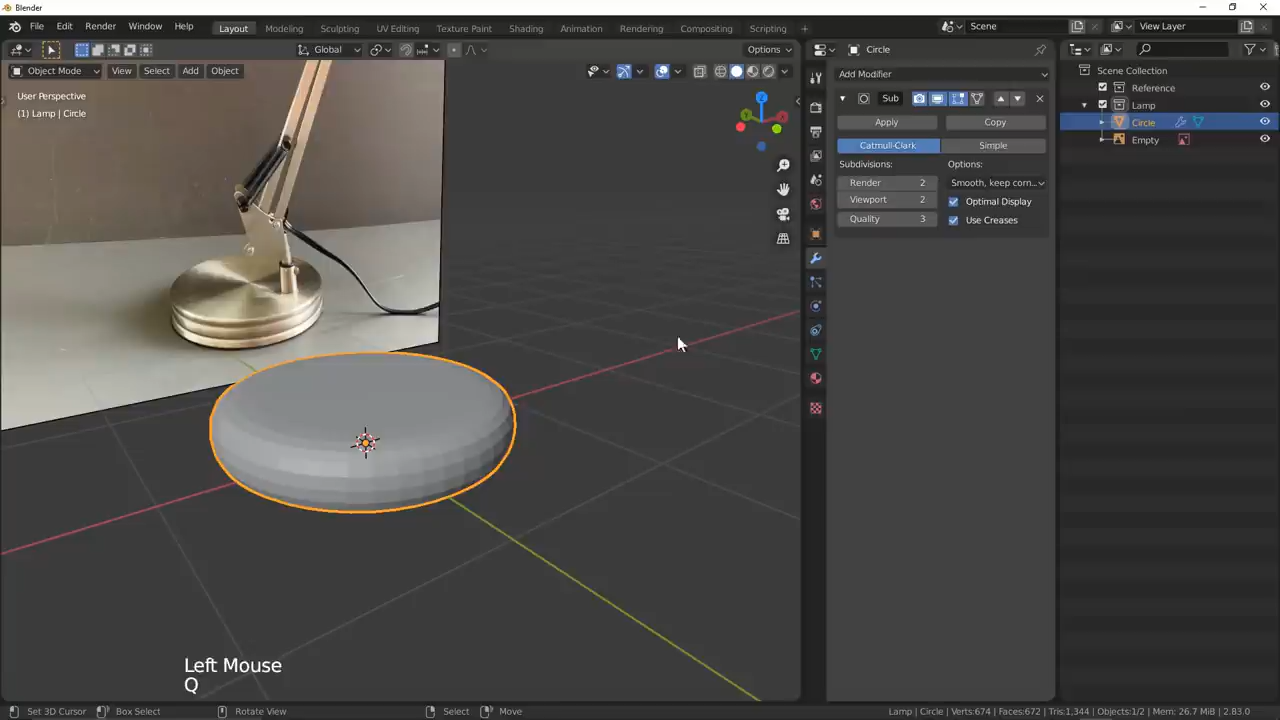 Blender
File Edit Render Window Help
Layout Modeling Sculpting UV Editing Texture Paint Shading Animation Rendering Compositing Scripting
Scene
View Layer
Global
Options
Circle
Object Mode View Select Add Object
User Perspective
(1) Lamp | Circle
Z
Add Modifier
Sub
Apply Copy
Catmull-Clark Simple
Subdivisions: Options:
Render 2 Smooth, keep corn...
Viewport 2 Optimal Display
Quality 3 Use Creases
Scene Collection
Reference
Lamp
Circle
Empty
Left Mouse
Q
Set 3D Cursor Box Select Rotate View Select Move
Lamp | Circle | Verts:674 | Faces:672 | Tris:1,344 | Objects:1/2 | Mem: 26.7 MiB | 2.83.0